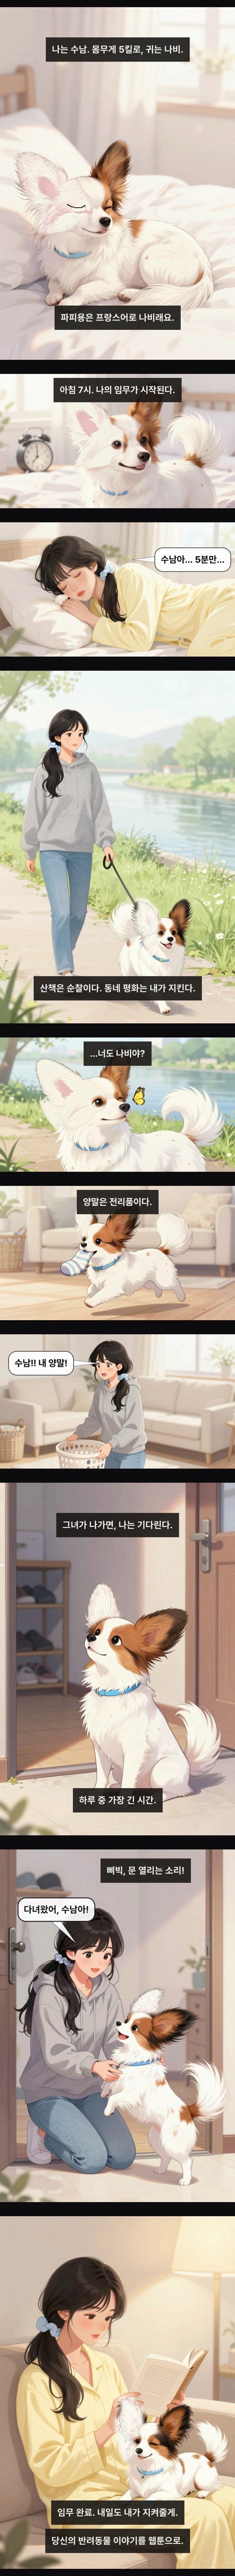 나는 수남. 몸무게 5킬로, 귀는 나비.
파피용은 프랑스어로 나비래요.
아침 7시. 나의 임무가 시작된다.
수남아... 5분만...
산책은 순찰이다. 동네 평화는 내가 지킨다.
...너도 나비야?
양말은 전리품이다.
수남!! 내 양말!
그녀가 나가면, 나는 기다린다.
하루 중 가장 긴 시간.
삐빅, 문 열리는 소리!
다녀왔어, 수남아!
임무 완료. 내일도 내가 지켜줄게.
당신의 반려동물 이야기를 웹툰으로.